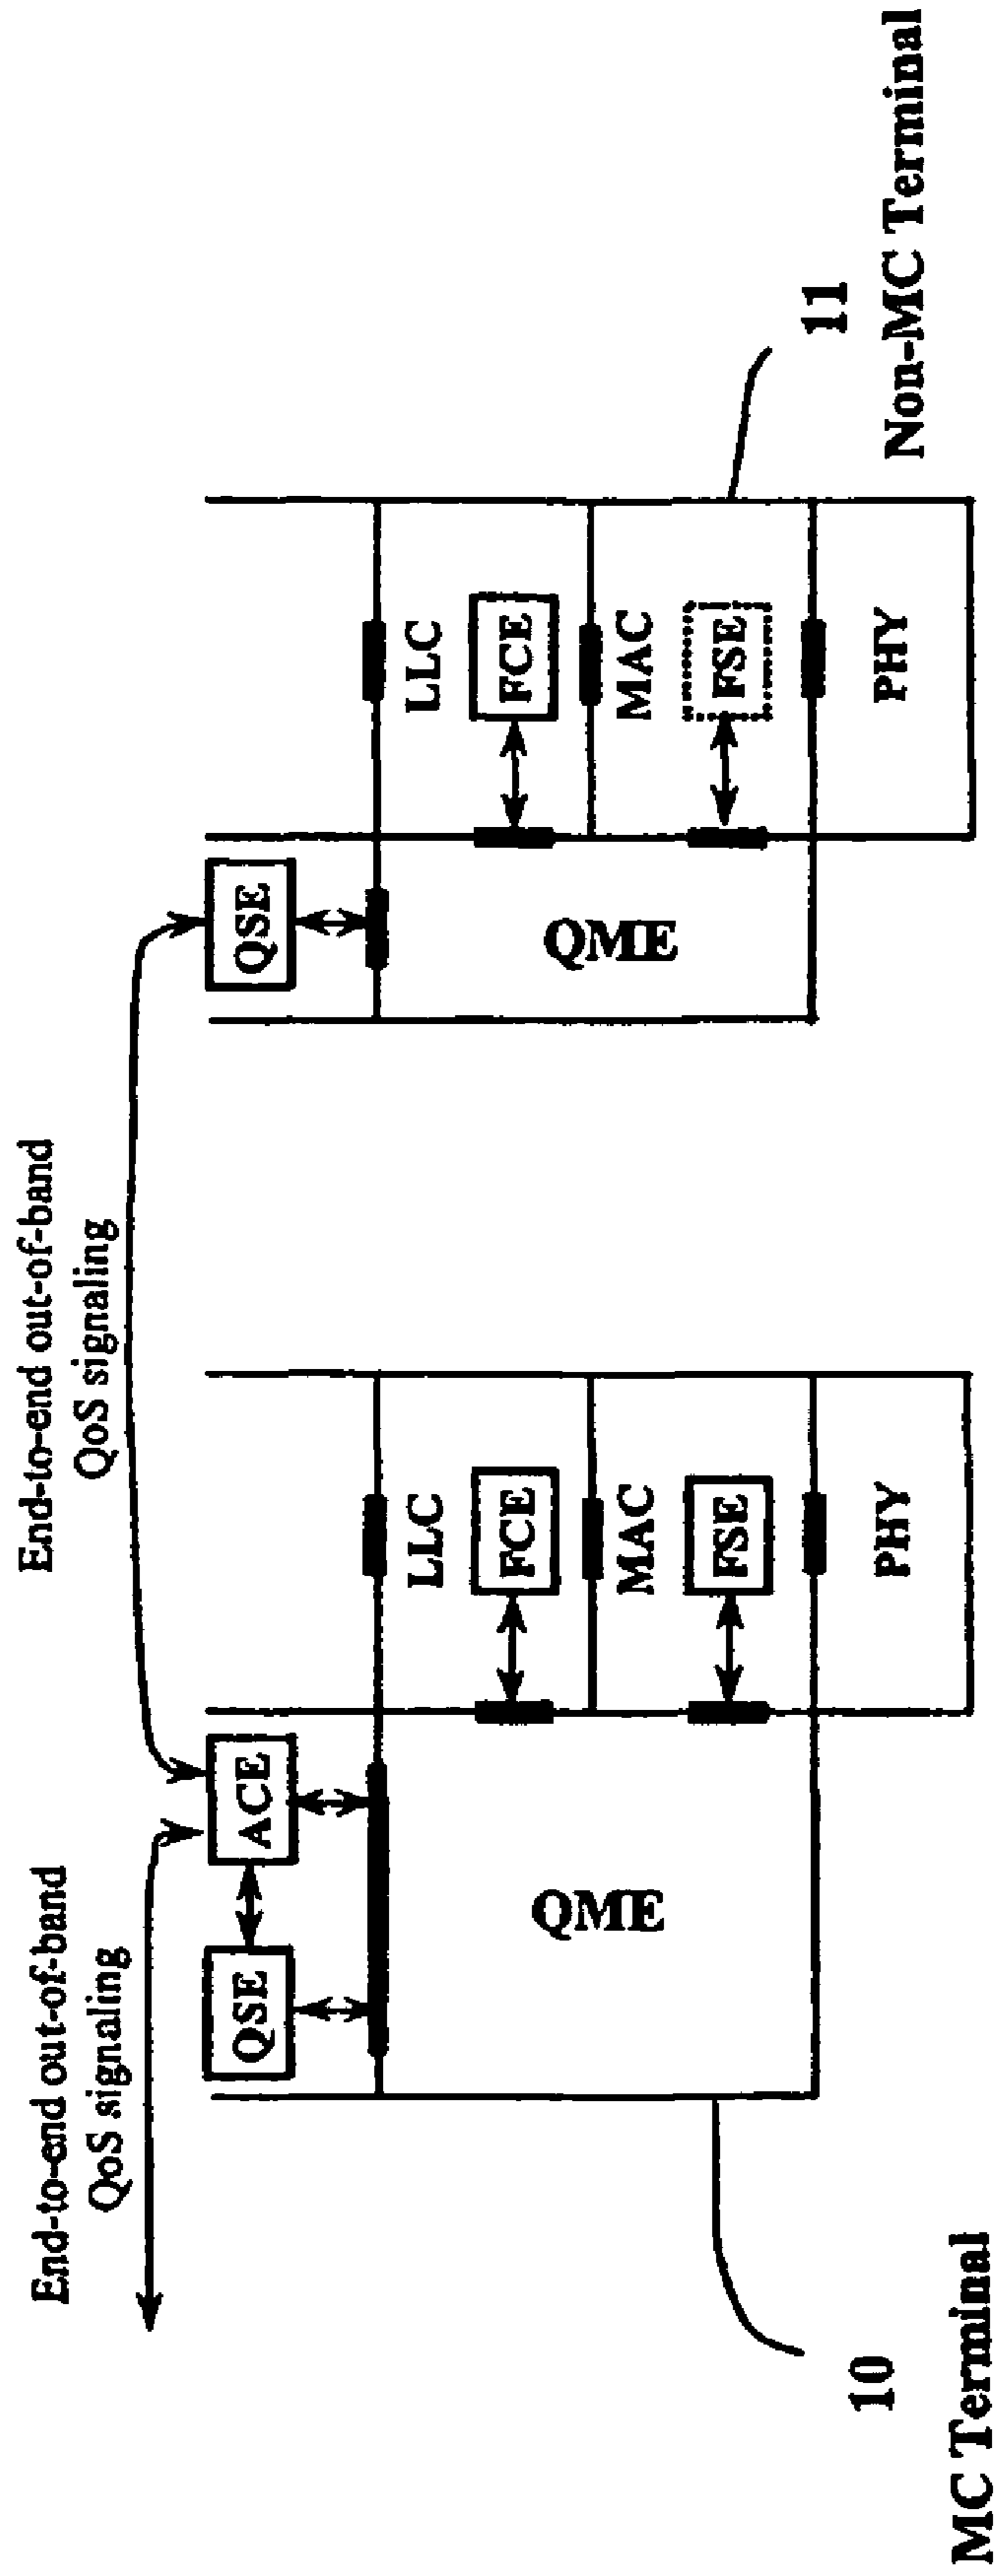 End-to-end out-of-band
QoS signaling
End-to-end out-of-band
QoS signaling
QSE
ACE
QME
LLC
FCE
MAC
FSE
PHY
10
MC Terminal
QSE
QME
LLC
FCE
MAC
FSE
PHY
11
Non-MC Terminal